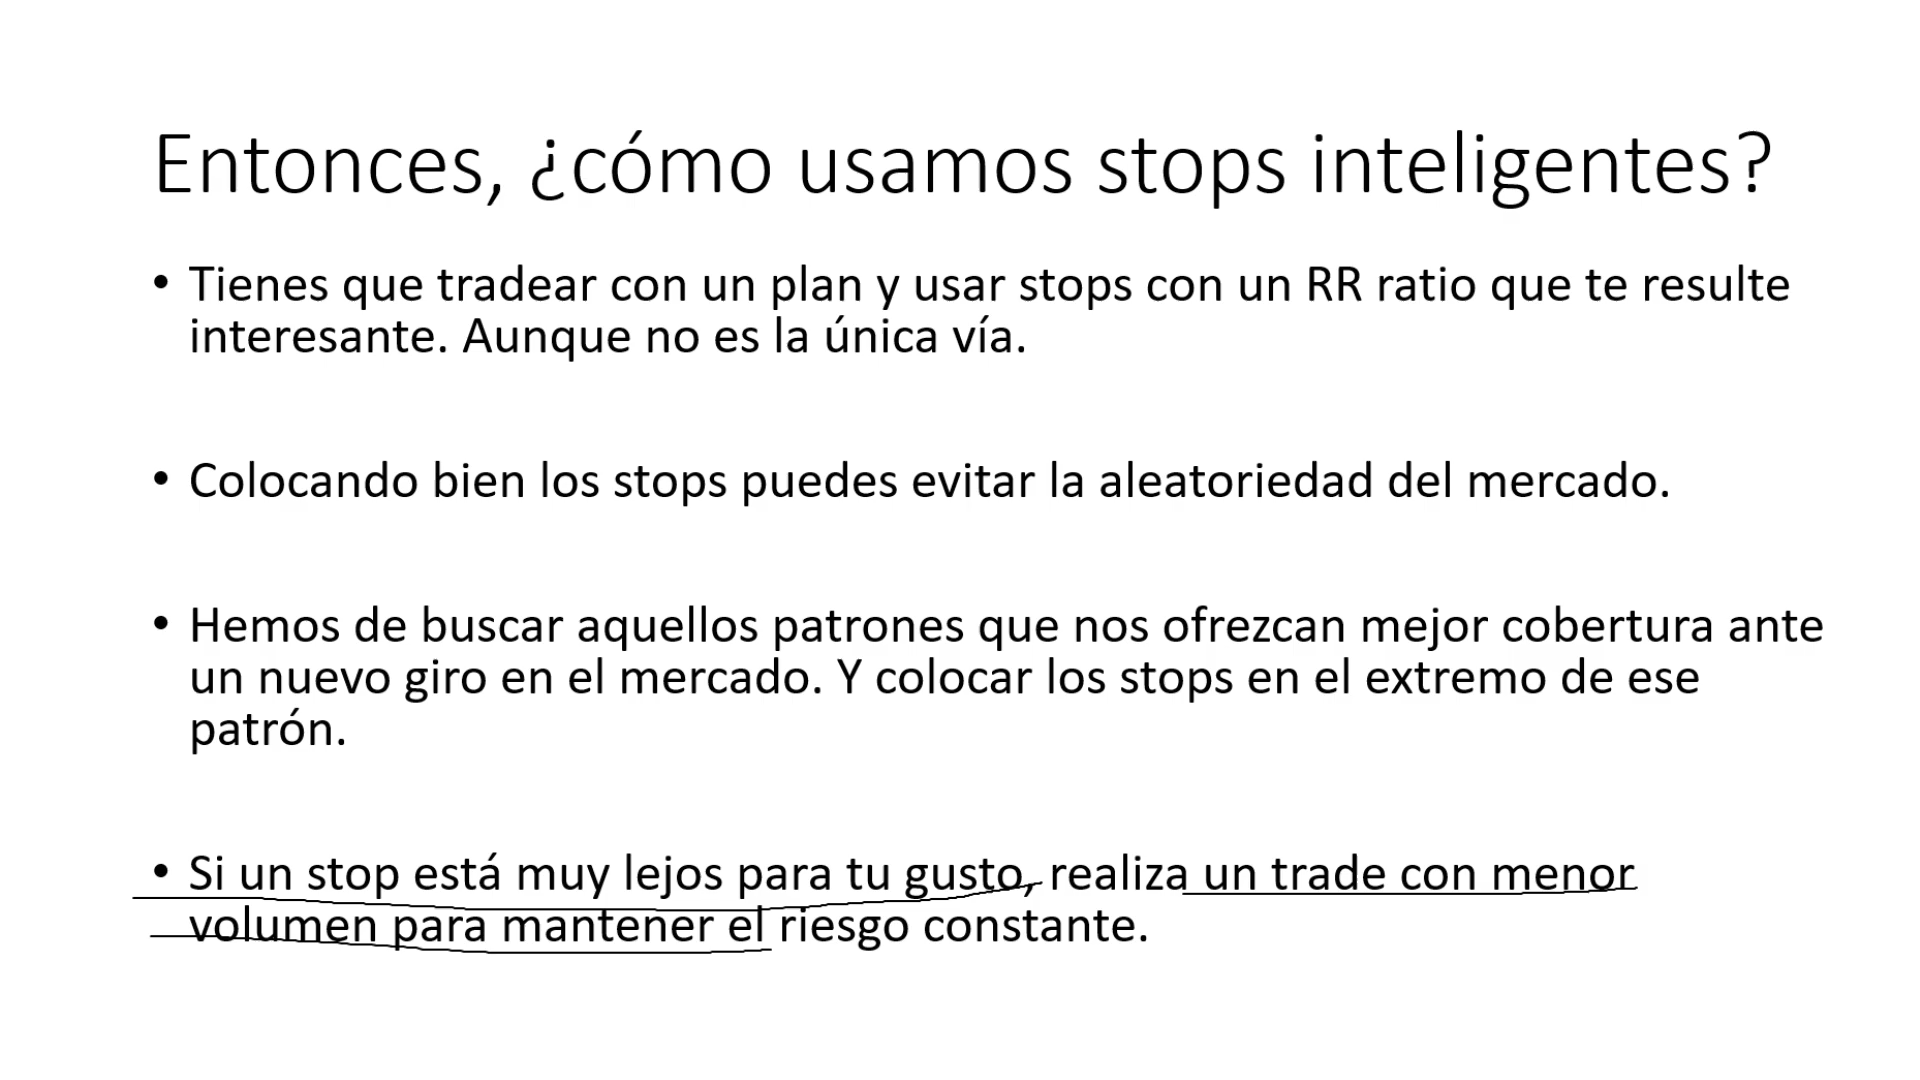 Entonces, ¿cómo usamos stops inteligentes?
• Tienes que tradear con un plan y usar stops con un RR ratio que te resulte
interesante. Aunque no es la única vía.
• Colocando bien los stops puedes evitar la aleatoriedad del mercado.
• Hemos de buscar aquellos patrones que nos ofrezcan mejor cobertura ante
un nuevo giro en el mercado. Y colocar los stops en el extremo de ese
patrón.
• Si un stop está muy lejos para tu gusto, realiza un trade con menor
volumen para mantener el riesgo constante.